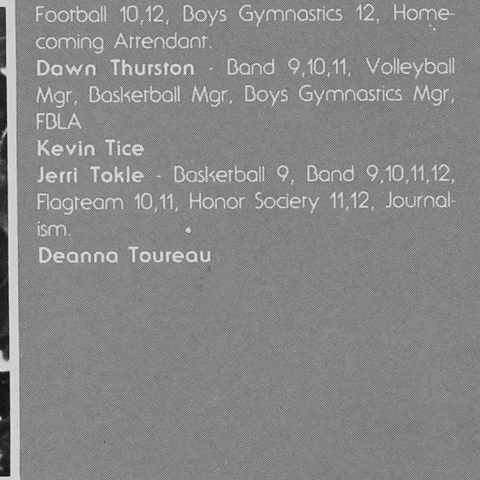 Football 10,12, Boys Gymnastics 12, Home-
coming Attendant.
Dawn Thurston - Band 9,10,11, Volleyball
Mgr, Basketball Mgr, Boys Gymnastics Mgr,
FBLA
Kevin Tice
Jerri Tokle - Basketball 9, Band 9,10,11,12,
Flagteam 10,11, Honor Society 11,12, Journal-
ism.
Deanna Toureau